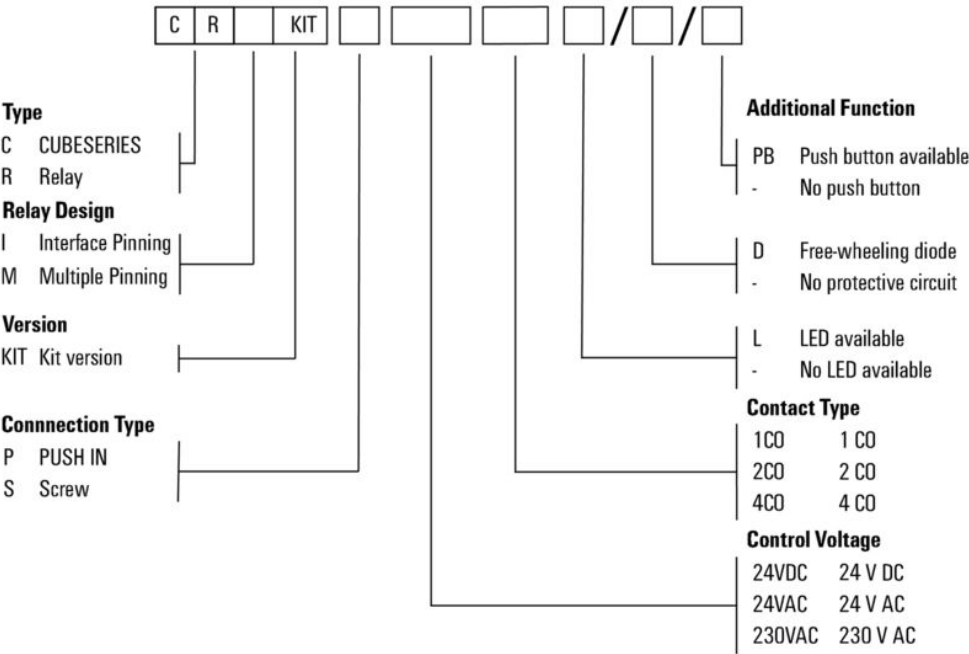 C R KIT / /
Type
C CUBESERIES
R Relay
Relay Design
I Interface Pinning
M Multiple Pinning
Version
KIT Kit version
Connnection Type
P PUSH IN
S Screw
Additional Function
PB Push button available
- No push button
D Free-wheeling diode
- No protective circuit
L LED available
- No LED available
Contact Type
1CO 1 CO
2CO 2 CO
4CO 4 CO
Control Voltage
24VDC 24 V DC
24VAC 24 V AC
230VAC 230 V AC